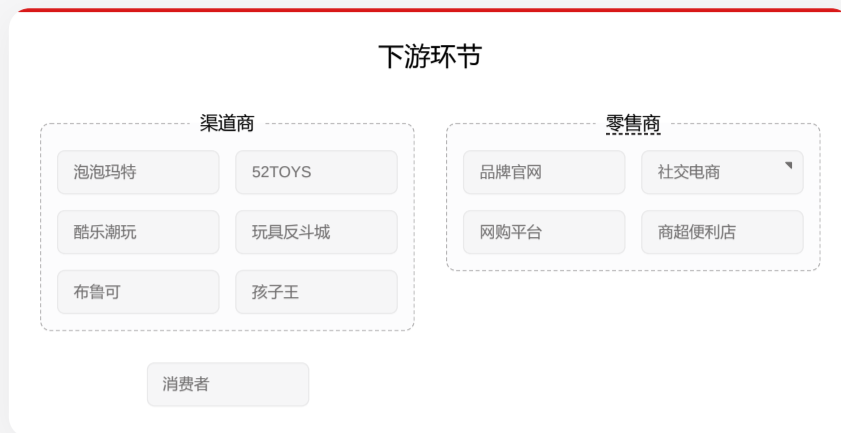 下游环节
渠道商
泡泡玛特
52TOYS
酷乐潮玩
玩具反斗城
布鲁可
孩子王
零售商
品牌官网
社交电商
网购平台
商超便利店
消费者